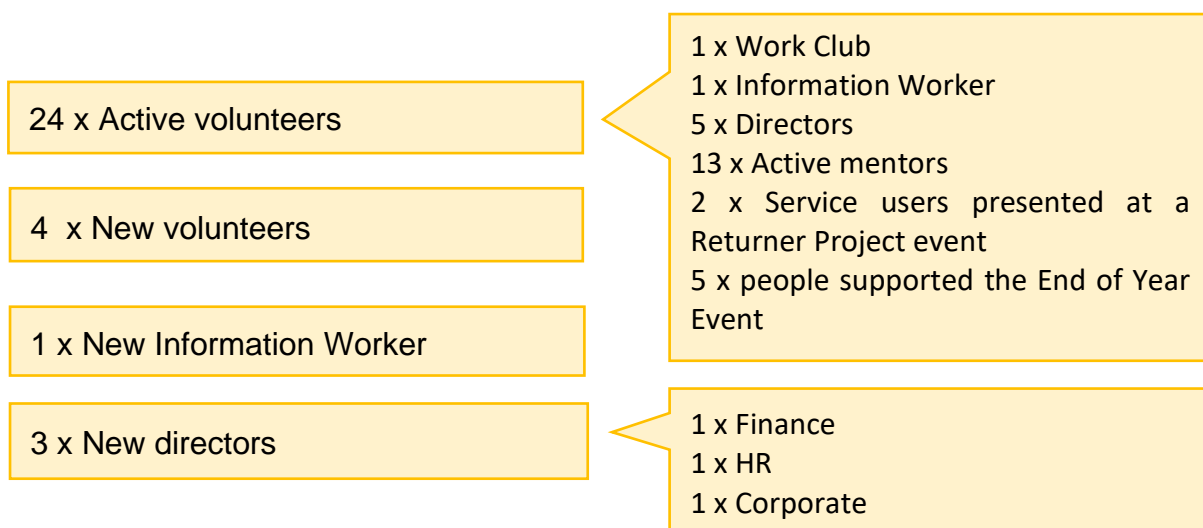 24 x Active volunteers
1 x Work Club
1 x Information Worker
5 x Directors
13 x Active mentors
2 x Service users presented at a
Returner Project event
5 x people supported the End of Year
Event
4 x New volunteers
1 x New Information Worker
3 x New directors
1 x Finance
1 x HR
1 x Corporate